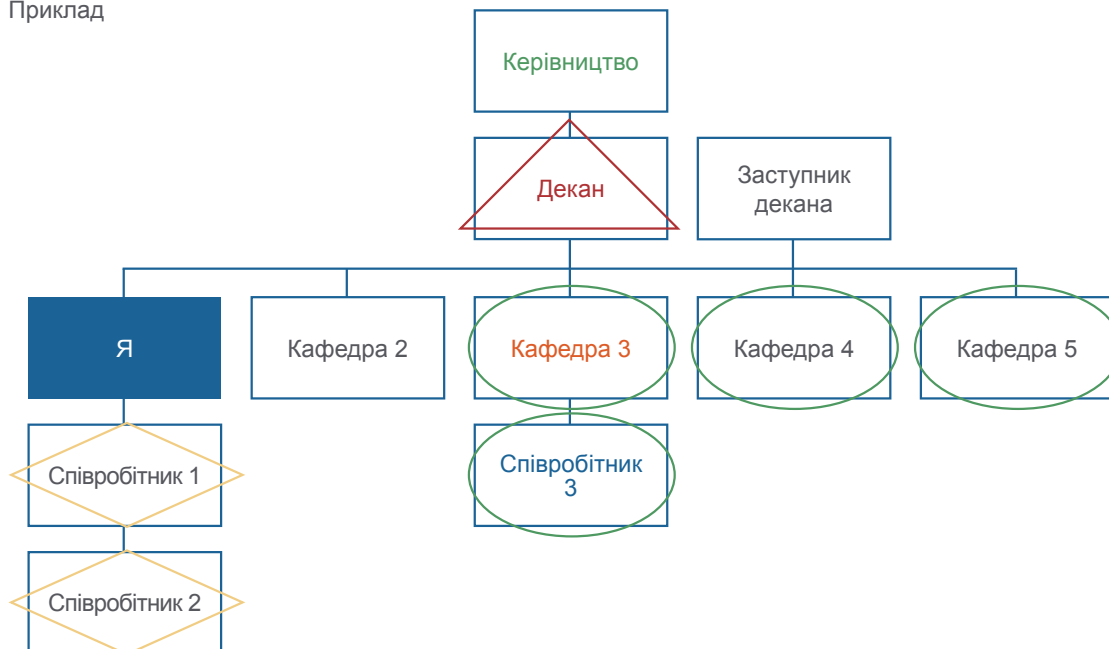 Приклад
Керівництво
Декан
Заступник
декана
Я
Кафедра 2
Кафедра 3
Кафедра 4
Кафедра 5
Співробітник 1
Співробітник
3
Співробітник 2